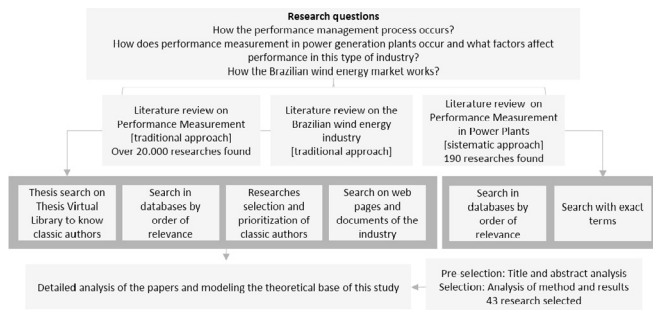 Research questions
How the performance management process occurs?
How does performance measurement in power generation plants occur and what factors affect
performance in this type of industry?
How the Brazilian wind energy market works?
Literature review on
Performance Measurement
[traditional approach]
Over 20.000 researches found
Literature review on the
Brazilian wind energy
industry
[traditional approach]
Literature review on
Performance Measurement
in Power Plants
[sistematic approach]
190 researches found
Thesis search on
Thesis Virtual
Library to know
classic authors
Search in
databases by
order of
relevance
Researches
selection and
prioritization of
classic authors
Search on web
pages and
documents of the
industry
Search in
databases by
order of
relevance
Search with exact
terms
Detailed analysis of the papers and modeling the theoretical base of this study
Pre-selection: Title and abstract analysis
Selection: Analysis of method and results
43 research selected